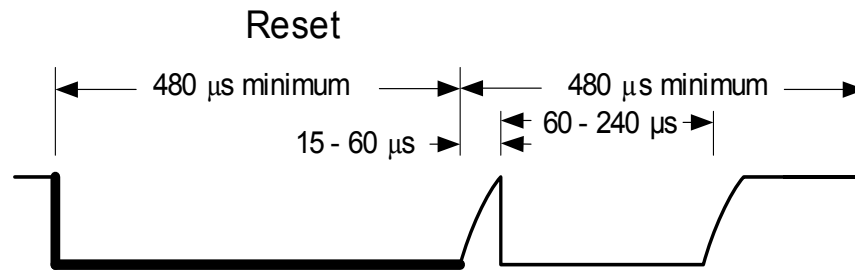 Reset
480 μs minimum 480 μs minimum
15 - 60 μs 60 - 240 µs